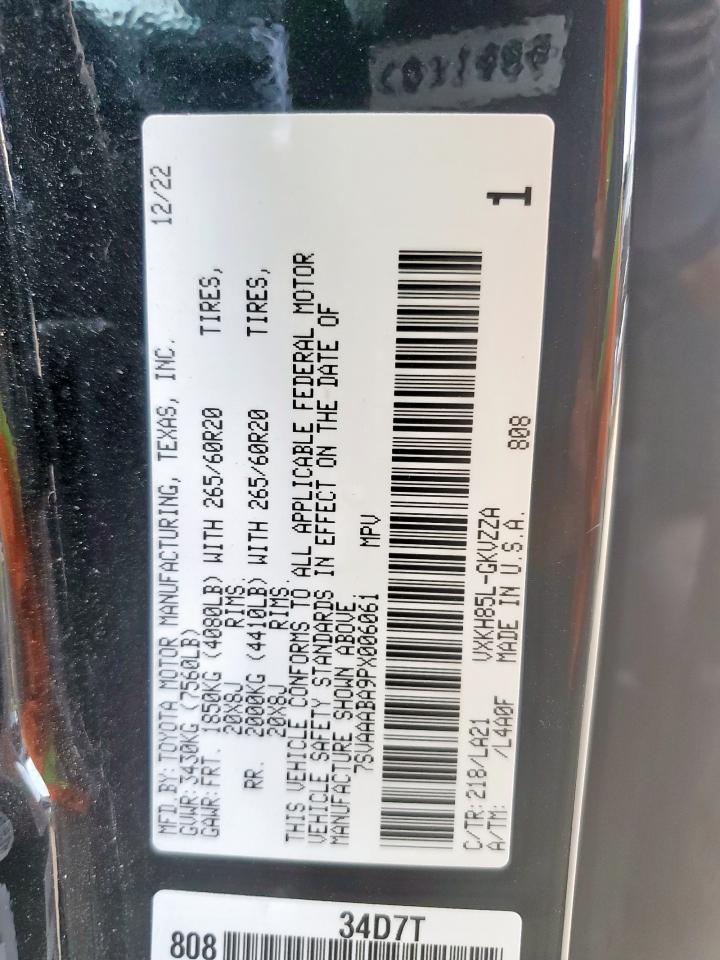 MFD.BY:TOYOTA MOTOR MANUFACTURING, TEXAS, INC. 12/22
GVWR: 3430KG (7560LB)
GAWR:FRT. 1850KG (4080LB) WITH 265/60R20 TIRES,
20X8J RIMS
RR. 2000KG (4410LB) WITH 265/60R20 TIRES,
20X8J RIMS.
THIS VEHICLE CONFORMS TO ALL APPLICABLE FEDERAL MOTOR
VEHICLE SAFETY STANDARDS IN EFFECT ON THE DATE OF
MANUFACTURE SHOWN ABOVE.
7SVAAABA9PX006061 MPV
C/TR:218/LA21 VXKH85L-GKVZZA
A/TM: /L4A0F MADE IN U.S.A. 808
1
34D7T
808